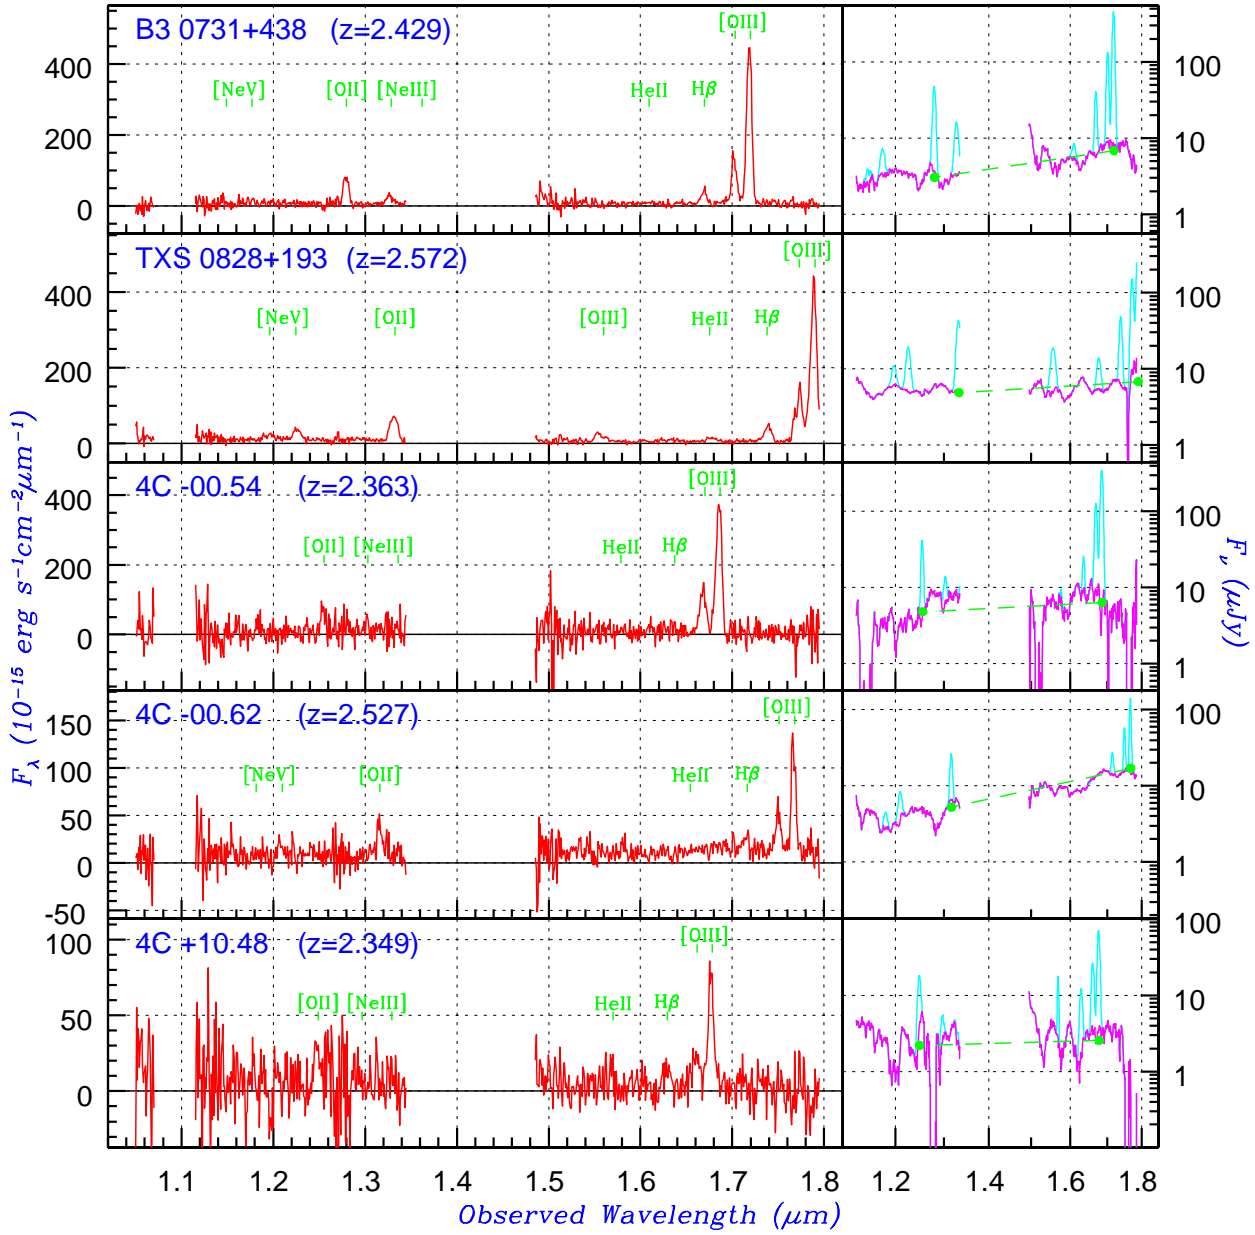 B3 0731+438 (z=2.429)
[OIII]
[NeV] [OII] [NeIII] HeII Hβ
400
200
0
100
10
1
TXS 0828+193 (z=2.572)
[OIII]
[NeV] [OII] [OIII] HeII Hβ
400
200
0
100
10
1
4C -00.54 (z=2.363)
[OIII]
[OII] [NeIII] HeII Hβ
400
200
0
100
10
1
4C -00.62 (z=2.527)
[OIII]
[NeV] [OII] HeII Hβ
150
100
50
0
-50
100
10
1
4C +10.48 (z=2.349)
[OIII]
[OII] [NeIII] HeII Hβ
100
50
0
100
10
1
F_λ (10⁻¹⁵ erg s⁻¹cm⁻²μm⁻¹)
F_ν (μJy)
1.1 1.2 1.3 1.4 1.5 1.6 1.7 1.8 1.2 1.4 1.6 1.8
Observed Wavelength (μm)